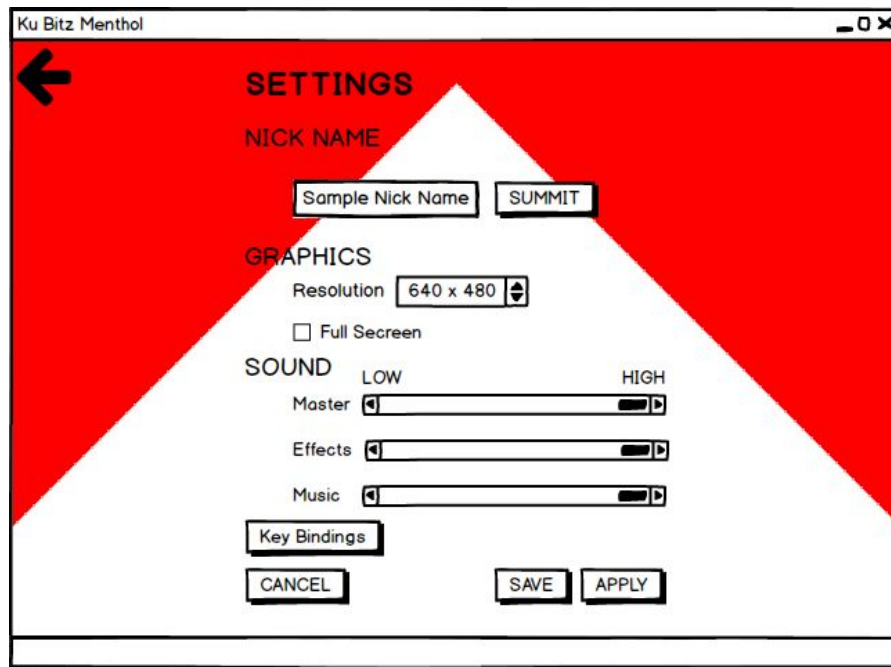 Ku Bitz Menthol
SETTINGS
NICK NAME
Sample Nick Name SUMMIT
GRAPHICS
Resolution 640 x 480
Full Secreen
SOUND
LOW HIGH
Master
Effects
Music
Key Bindings
CANCEL SAVE APPLY